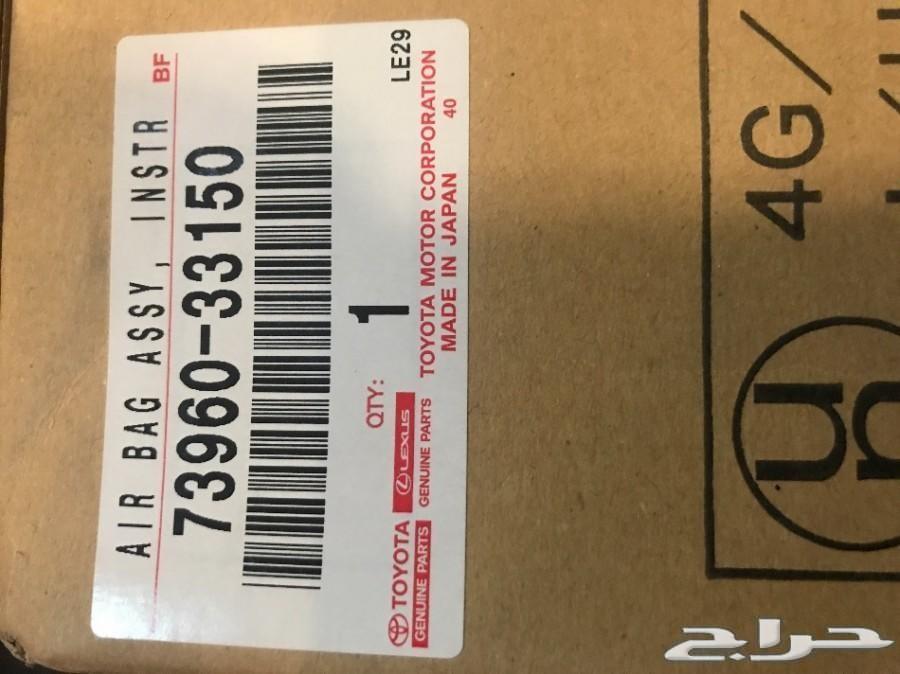 AIR BAG ASSY, INSTR
BF
73960-33150
QTY:
1
LE29
TOYOTA
GENUINE PARTS
LEXUS
GENUINE PARTS
TOYOTA MOTOR CORPORATION
MADE IN JAPAN
40
4G/
un
حراج